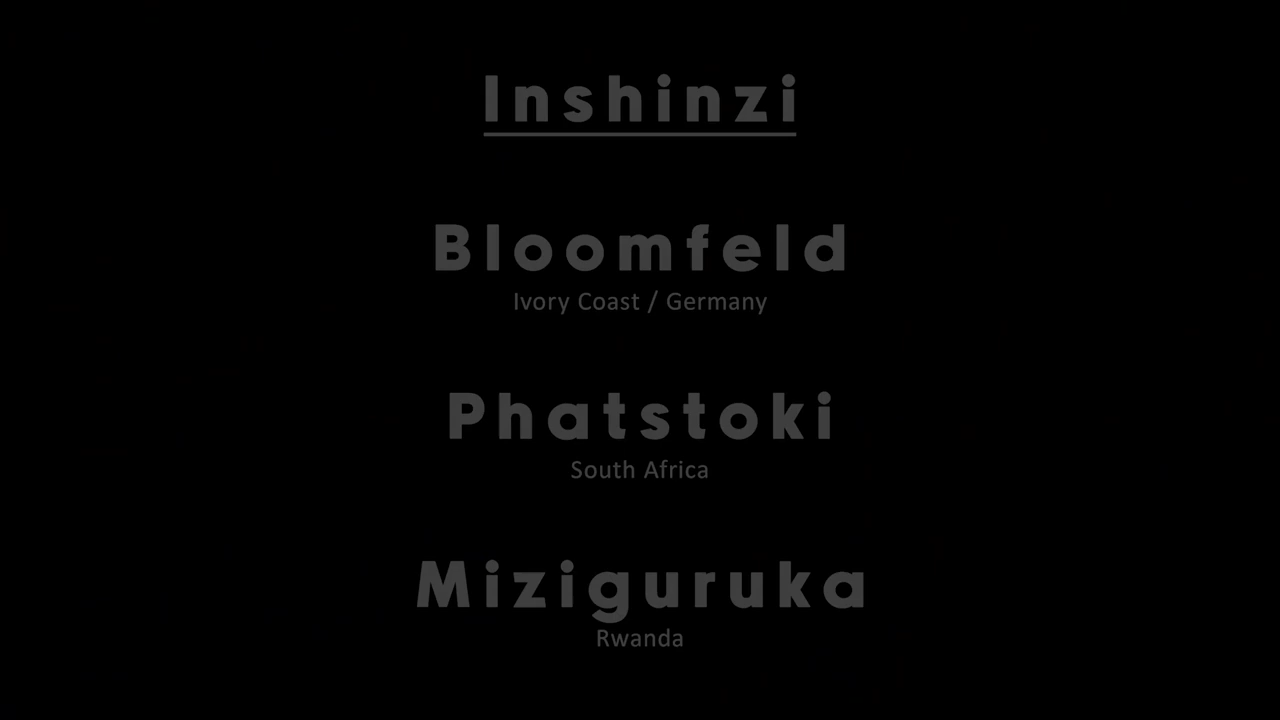 Inshinzi
Bloomfeld
Ivory Coast / Germany
Phatstoki
South Africa
Miziguruka
Rwanda